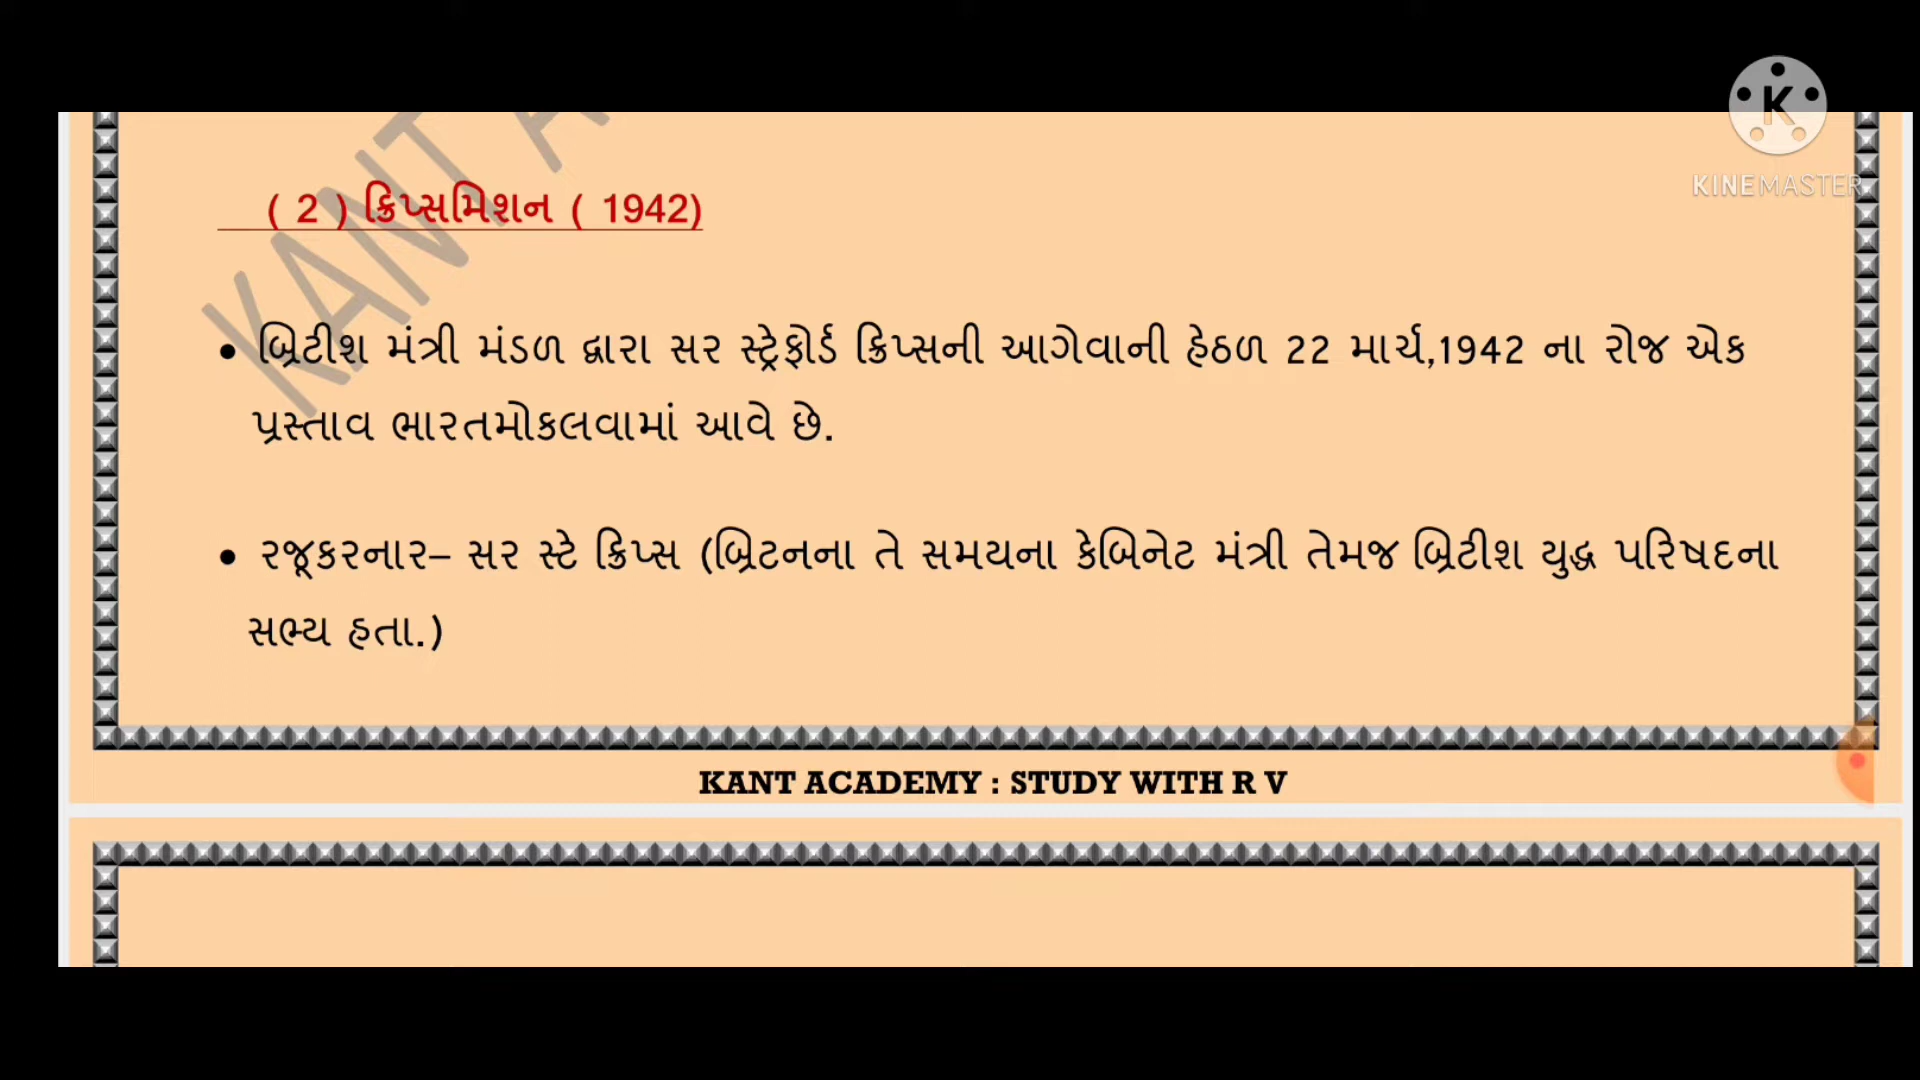 KINEMASTER
( 2 ) ક્રિપ્સમિશન ( 1942)
• બ્રિટીશ મંત્રી મંડળ દ્વારા સર સ્ટ્રેફોર્ડ ક્રિપ્સની આગેવાની હેઠળ 22 માર્ચ,1942 ના રોજ એક
પ્રસ્તાવ ભારતમોકલવામાં આવે છે.
• રજૂકરનાર– સર સ્ટે ક્રિપ્સ (બ્રિટનના તે સમયના કેબિનેટ મંત્રી તેમજ બ્રિટીશ યુદ્ધ પરિષદના
સભ્ય હતા.)
KANT A
KANT ACADEMY : STUDY WITH R V